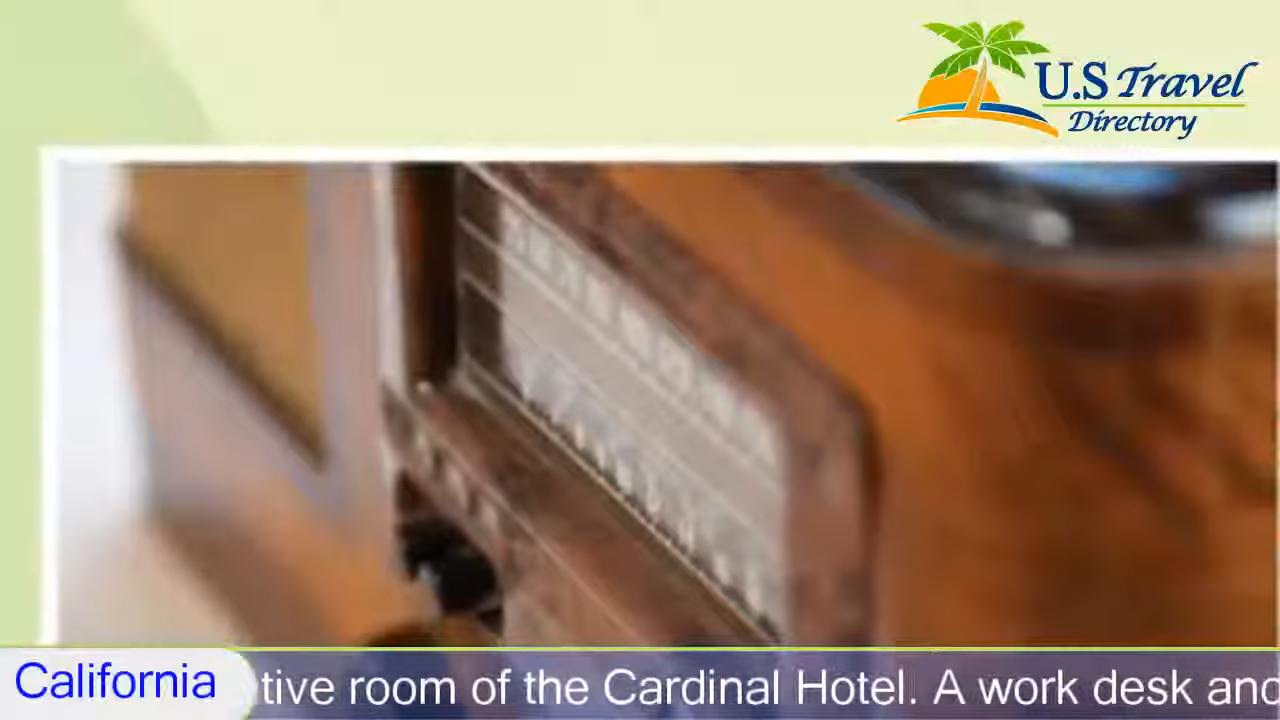 U.S Travel
Directory
California
tive room of the Cardinal Hotel. A work desk and